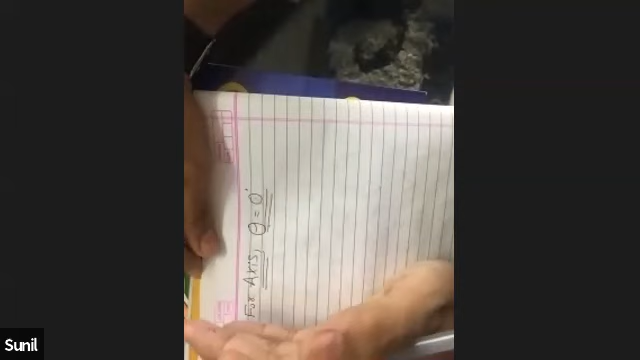 For Axis, θ = 0°
Sunil